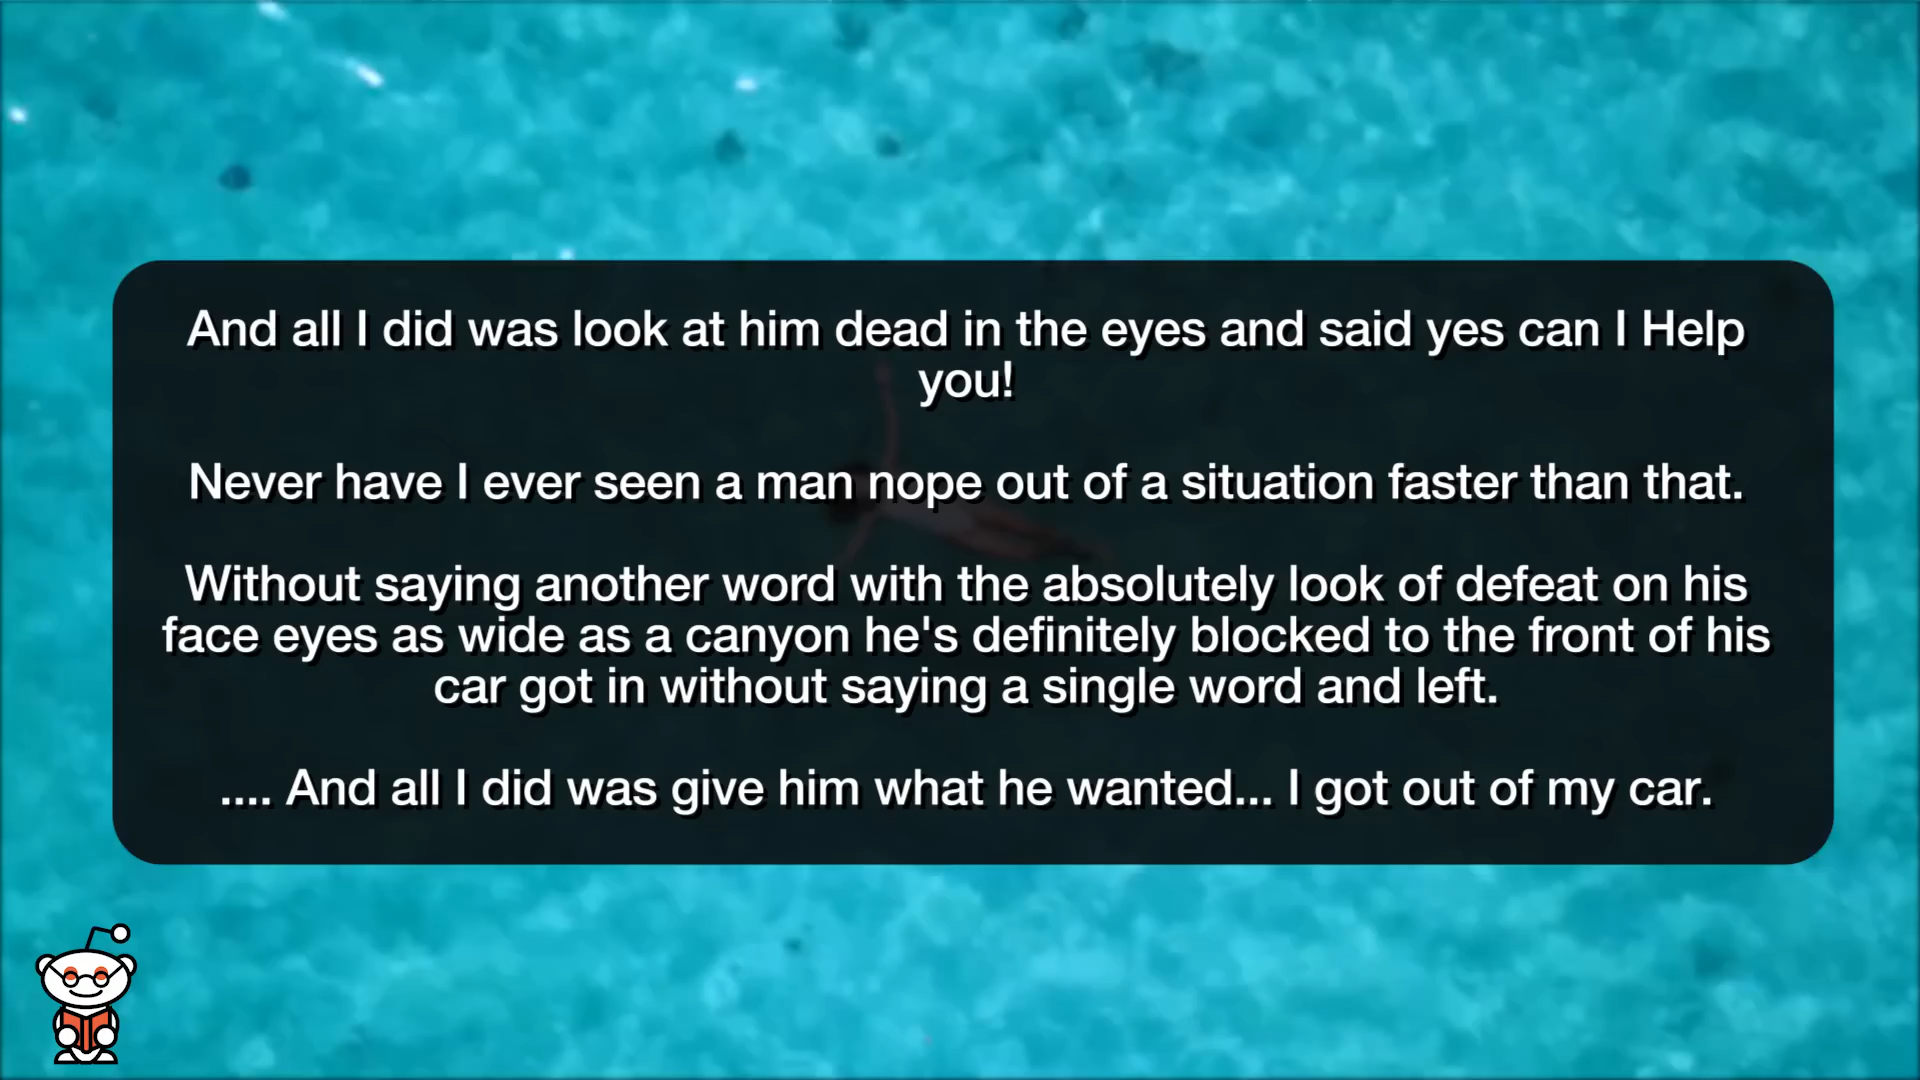 And all I did was look at him dead in the eyes and said yes can I Help
you!
Never have I ever seen a man nope out of a situation faster than that.
Without saying another word with the absolutely look of defeat on his
face eyes as wide as a canyon he's definitely blocked to the front of his
car got in without saying a single word and left.
.... And all I did was give him what he wanted... I got out of my car.